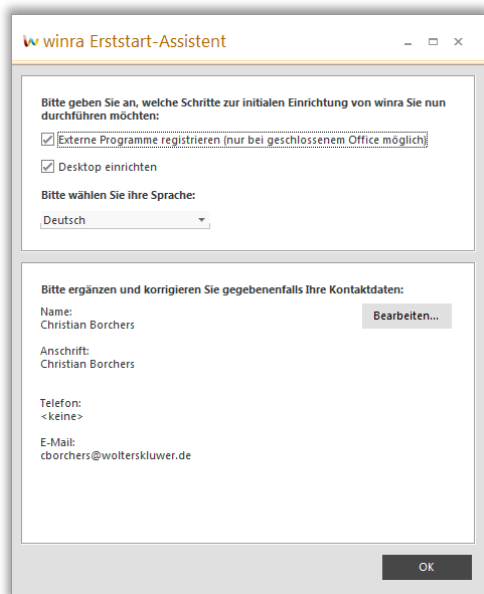 winra Erststart-Assistent
Bitte geben Sie an, welche Schritte zur initialen Einrichtung von winra Sie nun
durchführen möchten:
Externe Programme registrieren (nur bei geschlossenem Office möglich)
Desktop einrichten
Bitte wählen Sie ihre Sprache:
Deutsch
Bitte ergänzen und korrigieren Sie gegebenenfalls Ihre Kontaktdaten:
Name:
Christian Borchers
Bearbeiten...
Anschrift:
Christian Borchers
Telefon:
<keine>
E-Mail:
cborchers@wolterskluwer.de
OK